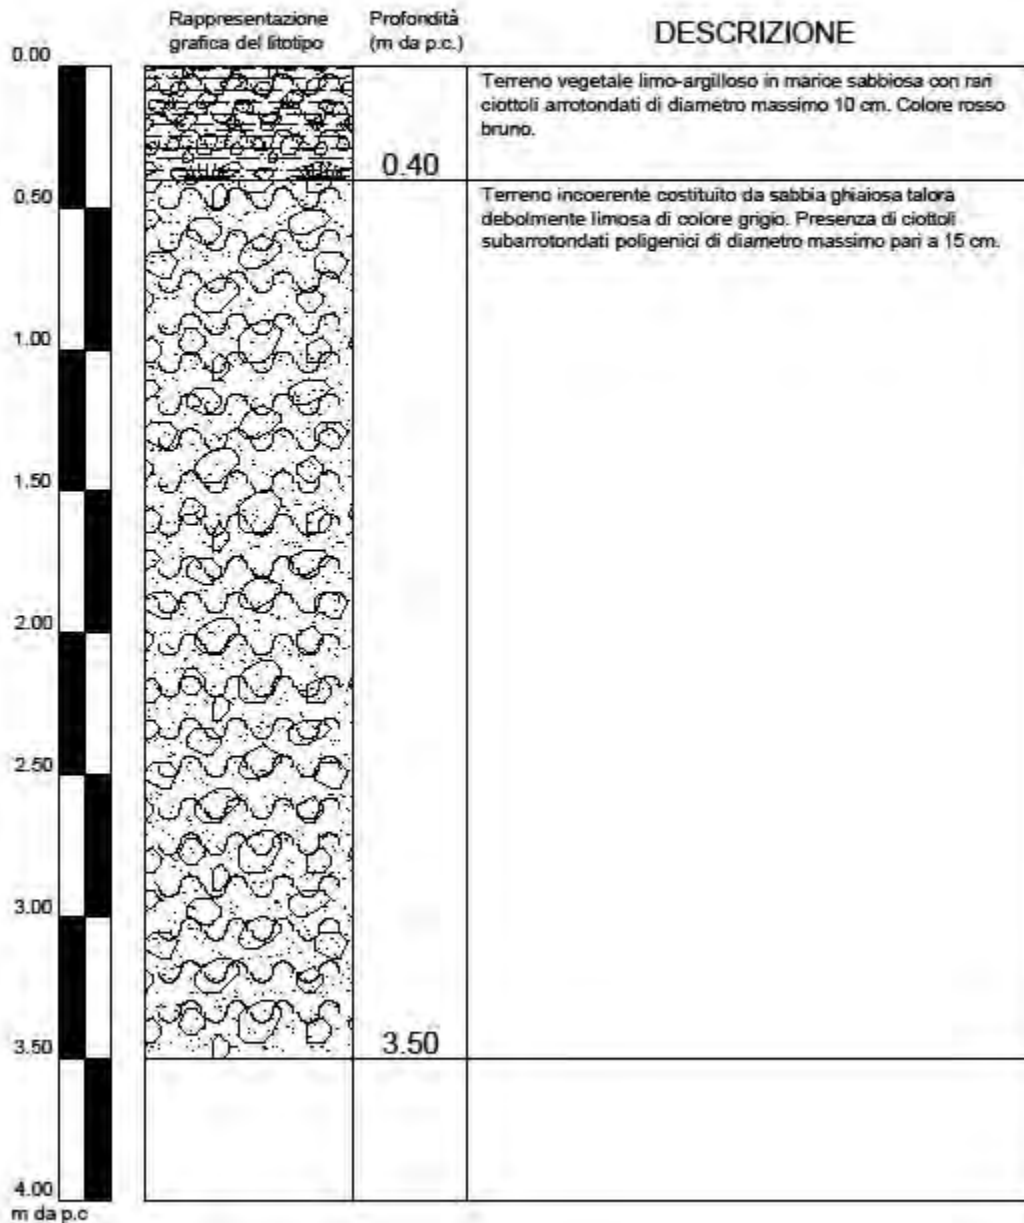 Rappresentazione
grafica del litotipo
Profondità
(m da p.c.)
DESCRIZIONE
0.00
Terreno vegetale limo-argilloso in matrice sabbiosa con rari
ciottoli arrotondati di diametro massimo 10 cm. Colore rosso
bruno.
0.40
0.50
Terreno incoerente costituito da sabbia ghiaiosa talora
debolmente limosa di colore grigio. Presenza di ciottoli
subarrotondati poligenici di diametro massimo pari a 15 cm.
1.00
1.50
2.00
2.50
3.00
3.50
3.50
4.00
m da p.c